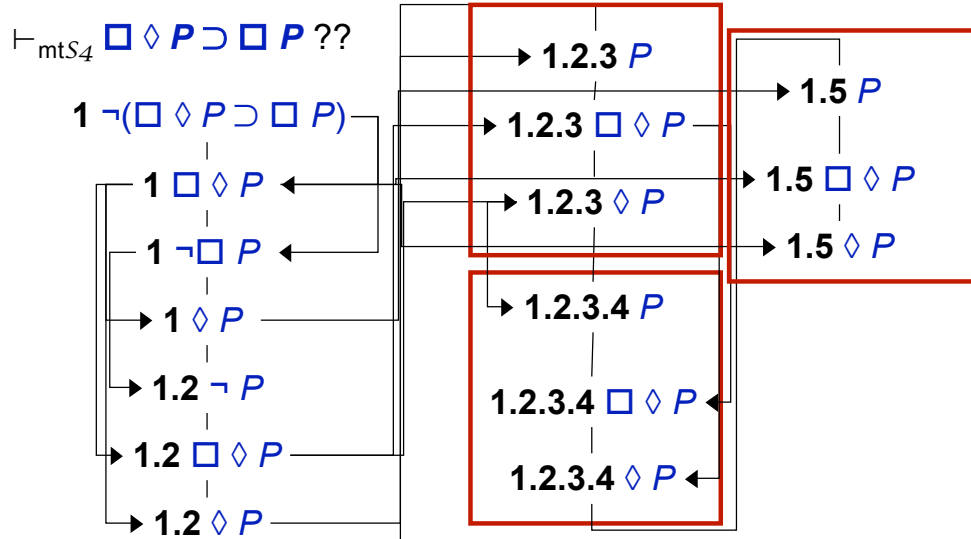 ⊢mtS4 □ ◊ P ⊃ □ P ??
1 ¬(□ ◊ P ⊃ □ P)
1 □ ◊ P
1 ¬□ P
1 ◊ P
1.2 ¬ P
1.2 □ ◊ P
1.2 ◊ P
1.2.3 P
1.2.3 □ ◊ P
1.2.3 ◊ P
1.2.3.4 P
1.2.3.4 □ ◊ P
1.2.3.4 ◊ P
1.5 P
1.5 □ ◊ P
1.5 ◊ P